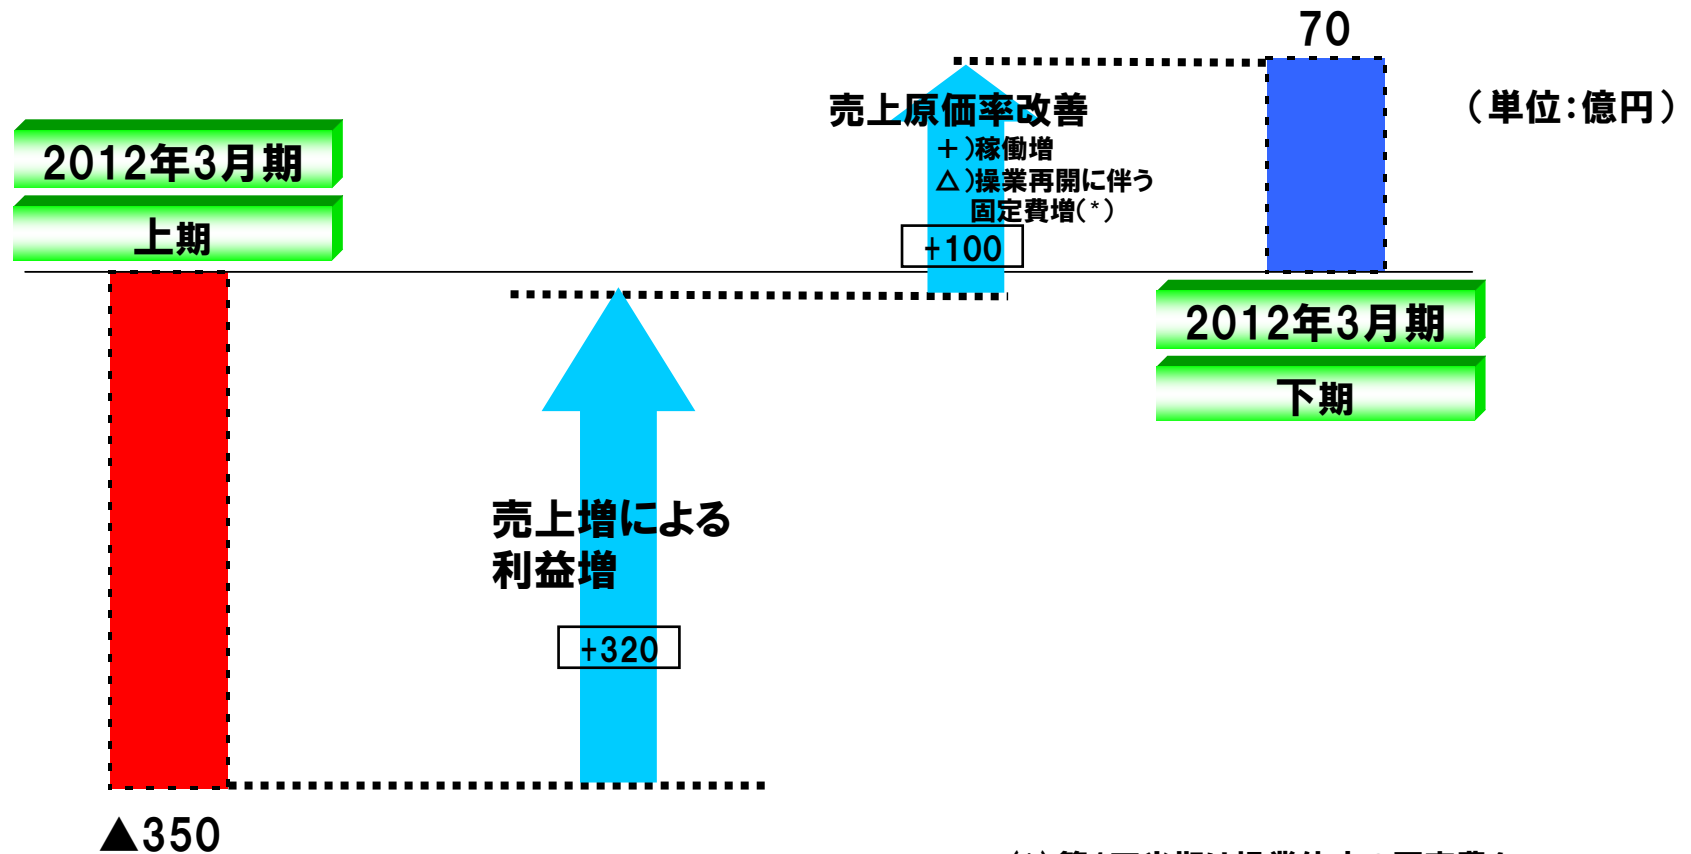 70
（単位：億円）
2012年3月期
上期
売上原価率改善
＋）稼働増
△）操業再開に伴う
固定費増(*)
+100
2012年3月期
下期
売上増による
利益増
+320
▲350